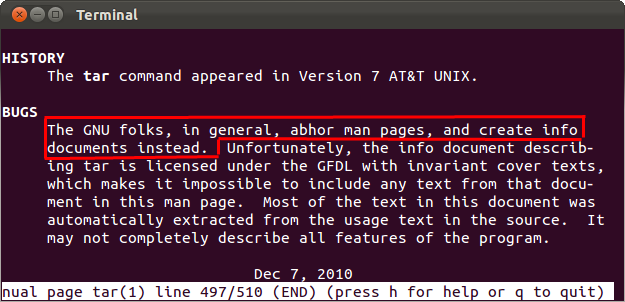 Terminal
HISTORY
The tar command appeared in Version 7 AT&T UNIX.
BUGS
The GNU folks, in general, abhor man pages, and create info
documents instead.  Unfortunately, the info document describ-
ing tar is licensed under the GFDL with invariant cover texts,
which makes it impossible to include any text from that docu-
ment in this man page.  Most of the text in this document was
automatically extracted from the usage text in the source.  It
may not completely describe all features of the program.
Dec 7, 2010
nual page tar(1) line 497/510 (END) (press h for help or q to quit)